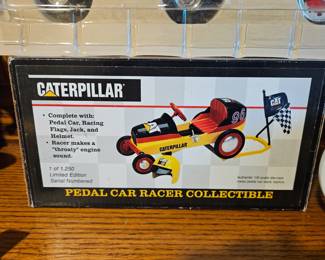 CATERPILLAR
• Complete with:
Pedal Car, Racing
Flags, Jack, and
Helmet.
• Racer makes a
"throaty" engine
sound.
1 of 1,250
Limited Edition
Serial Numbered
CATERPILLAR
CAT
PEDAL CAR RACER COLLECTIBLE